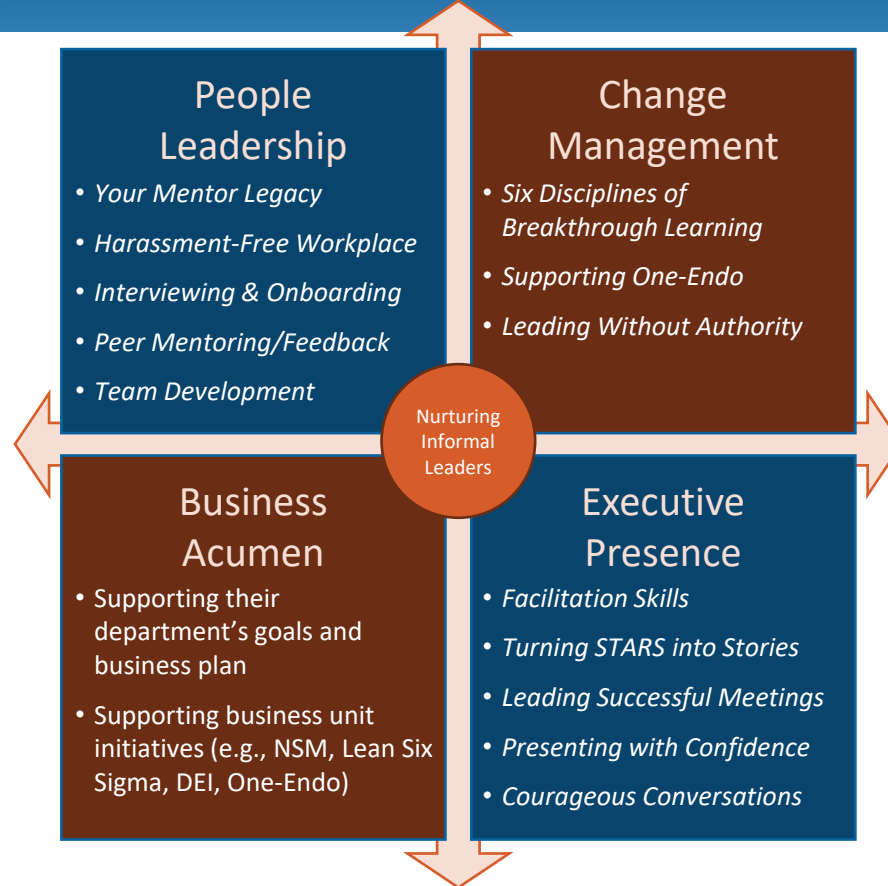 People
Leadership
• Your Mentor Legacy
• Harassment-Free Workplace
• Interviewing & Onboarding
• Peer Mentoring/Feedback
• Team Development
Change
Management
• Six Disciplines of
Breakthrough Learning
• Supporting One-Endo
• Leading Without Authority
Nurturing
Informal
Leaders
Business
Acumen
• Supporting their
department’s goals and
business plan
• Supporting business unit
initiatives (e.g., NSM, Lean Six
Sigma, DEI, One-Endo)
Executive
Presence
• Facilitation Skills
• Turning STARS into Stories
• Leading Successful Meetings
• Presenting with Confidence
• Courageous Conversations